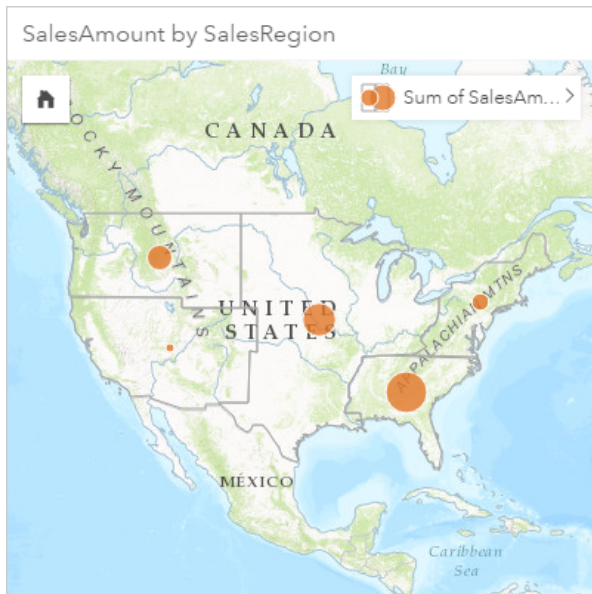 SalesAmount by SalesRegion
Bay
Sum of SalesAm...
CANADA
ROCKY MOUNTAINS
UNITED
STATES
APPALACHIAN MTNS
MÉXICO
Caribbean
Sea